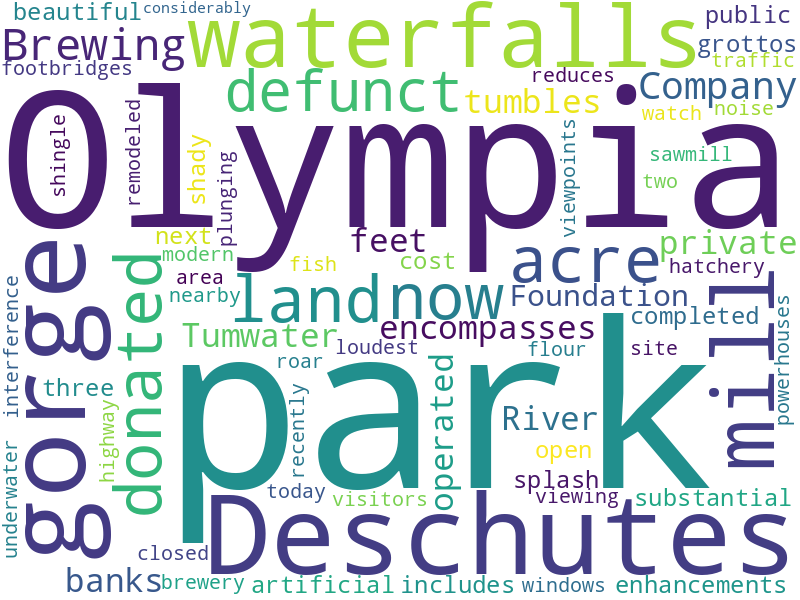 beautiful
considerably
Brewing
waterfalls
public
grottos
footbridges
traffic
defunct
tumbles
reduces
Company
watch
noise
Olympia
shingle
remodeled
shady
plunging
viewpoints
sawmill
two
next
modern
area
nearby
fish
feet
cost
acre
private
hatchery
gorge
donated
land
now
Foundation
completed
Tumwater
encompasses
mill
powerhouses
interference
three
roar
loudest
flour
site
park
highway
recently
operated
River
open
underwater
today
visitors
splash
viewing
substantial
Deschutes
closed
banks
brewery
artificial
includes
windows
enhancements